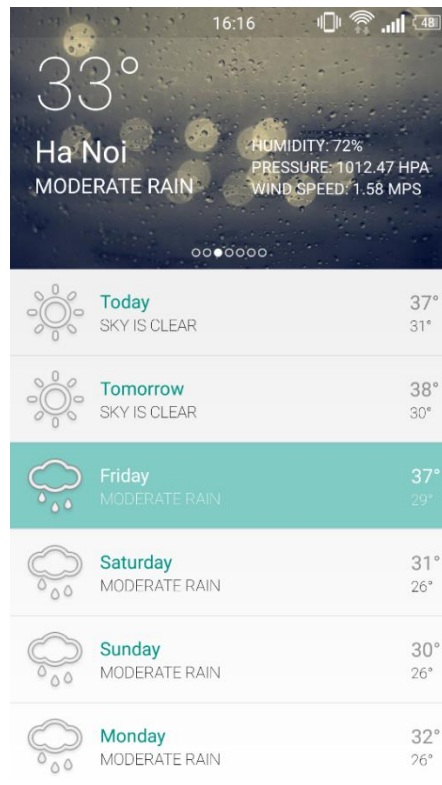 16:16
48
33°
Ha Noi
MODERATE RAIN
HUMIDITY: 72%
PRESSURE: 1012.47 HPA
WIND SPEED: 1.58 MPS
Today
SKY IS CLEAR
37°
31°
Tomorrow
SKY IS CLEAR
38°
30°
Friday
MODERATE RAIN
37°
29°
Saturday
MODERATE RAIN
31°
26°
Sunday
MODERATE RAIN
30°
26°
Monday
MODERATE RAIN
32°
26°